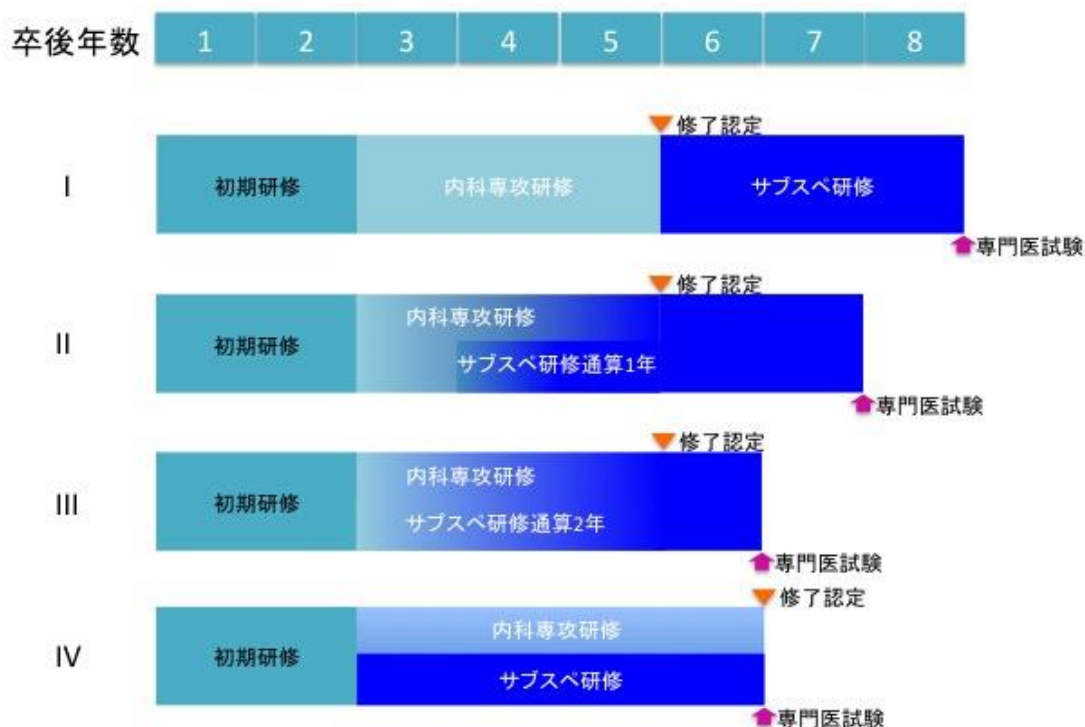 卒後年数 1 2 3 4 5 6 7 8
修了認定
I 初期研修 内科専攻研修 サブスペ研修
専門医試験
修了認定
内科専攻研修
II 初期研修
サブスペ研修通算1年
専門医試験
修了認定
内科専攻研修
III 初期研修
サブスペ研修通算2年
専門医試験
修了認定
内科専攻研修
IV 初期研修
サブスペ研修
専門医試験